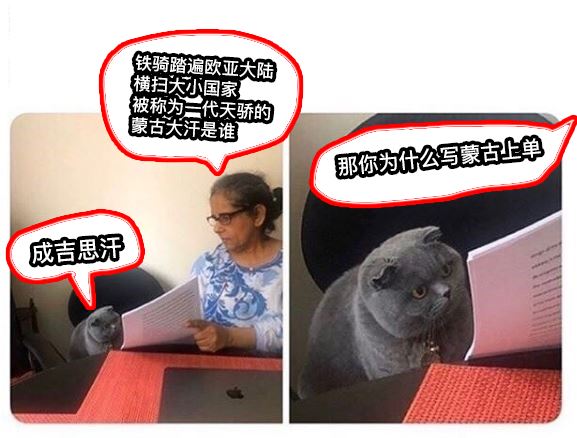 铁骑踏遍欧亚大陆
横扫大小国家
被称为一代天骄的
蒙古大汗是谁
成吉思汗
那你为什么写蒙古上单